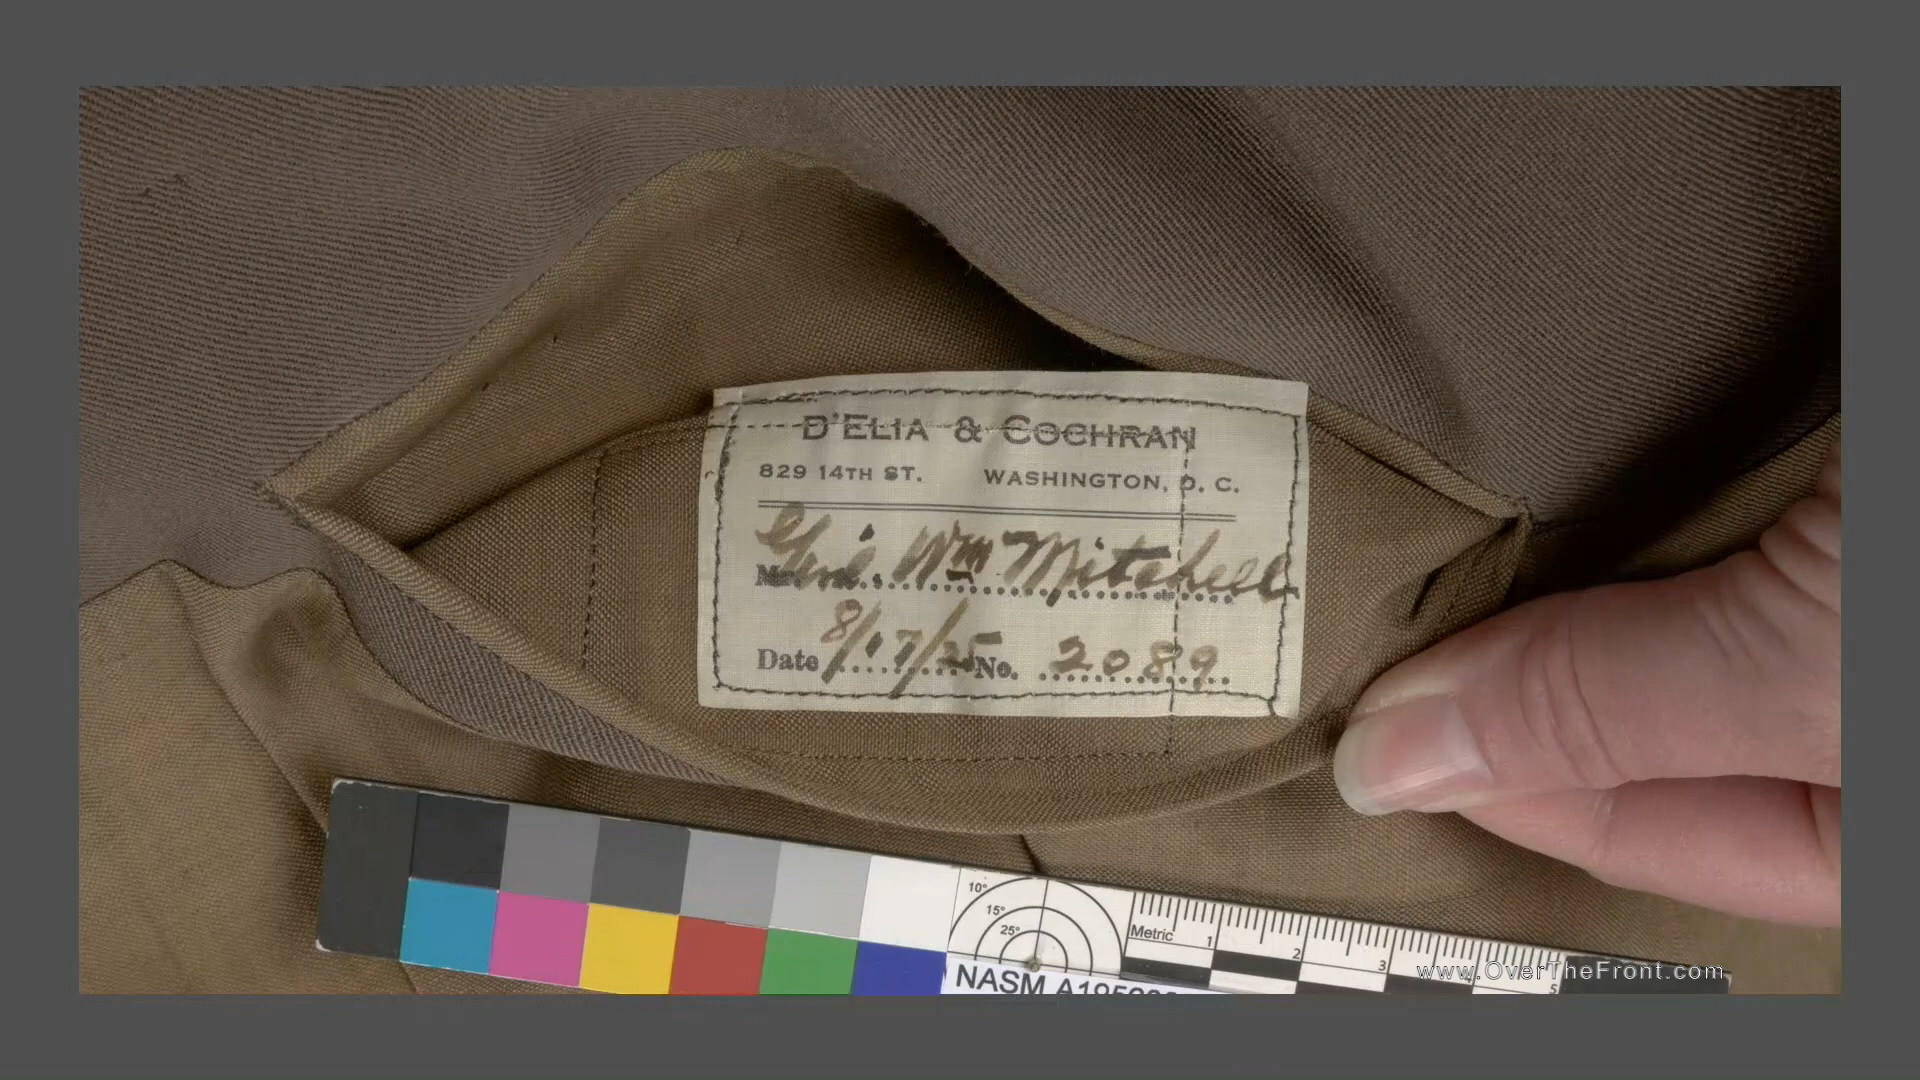 D'ELIA & COCHRAN
829 14TH ST. WASHINGTON, D. C.
Genl. Wm Mitchell
Date 8/17/25 No. 2089
10°
15°
25°
Metric 1 2 3 4 5
NASM
www.OverTheFront.com